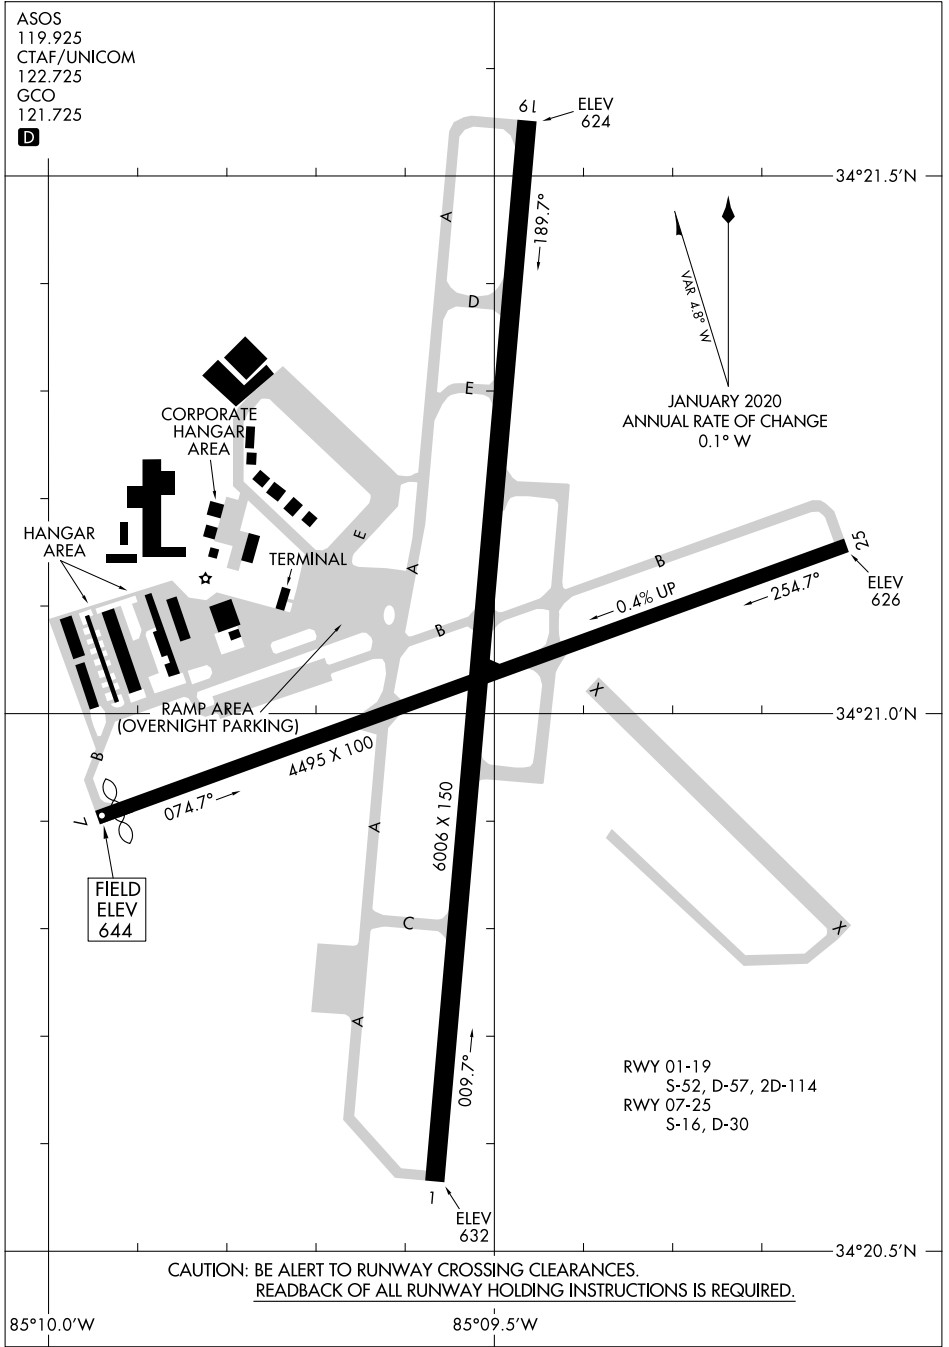 ASOS
119.925
CTAF/UNICOM
122.725
GCO
121.725
D
19
ELEV
624
34°21.5'N
A
189.7°
D
VAR 4.8° W
E
JANUARY 2020
ANNUAL RATE OF CHANGE
0.1° W
CORPORATE
HANGAR
AREA
HANGAR
AREA
E
TERMINAL
A
B
25
ELEV
626
0.4% UP
254.7°
B
X
RAMP AREA
(OVERNIGHT PARKING)
34°21.0'N
B
4495 X 100
074.7°
7
A
6006 X 150
FIELD
ELEV
644
C
X
A
009.7°
RWY 01-19
S-52, D-57, 2D-114
RWY 07-25
S-16, D-30
1
ELEV
632
34°20.5'N
CAUTION: BE ALERT TO RUNWAY CROSSING CLEARANCES.
READBACK OF ALL RUNWAY HOLDING INSTRUCTIONS IS REQUIRED.
85°10.0'W
85°09.5'W